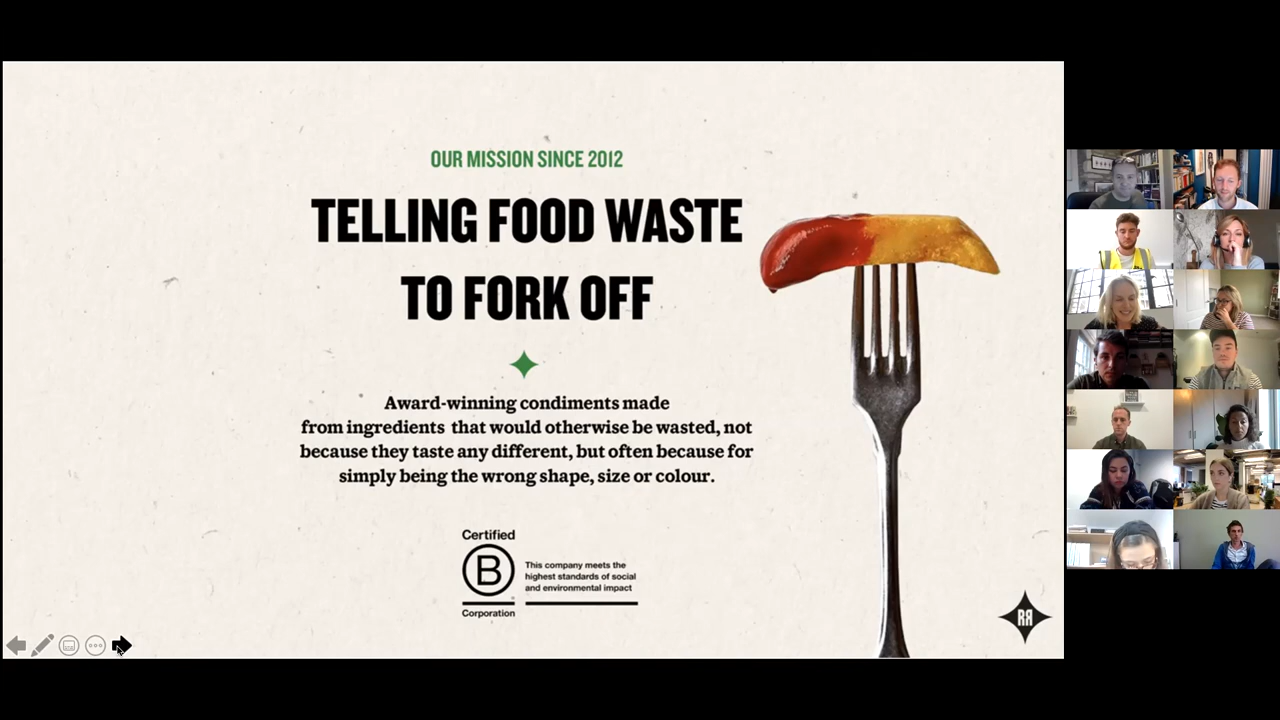 OUR MISSION SINCE 2012
TELLING FOOD WASTE
TO FORK OFF
Award-winning condiments made
from ingredients that would otherwise be wasted, not
because they taste any different, but often because for
simply being the wrong shape, size or colour.
Certified
B
Corporation
This company meets the
highest standards of social
and environmental impact
RR